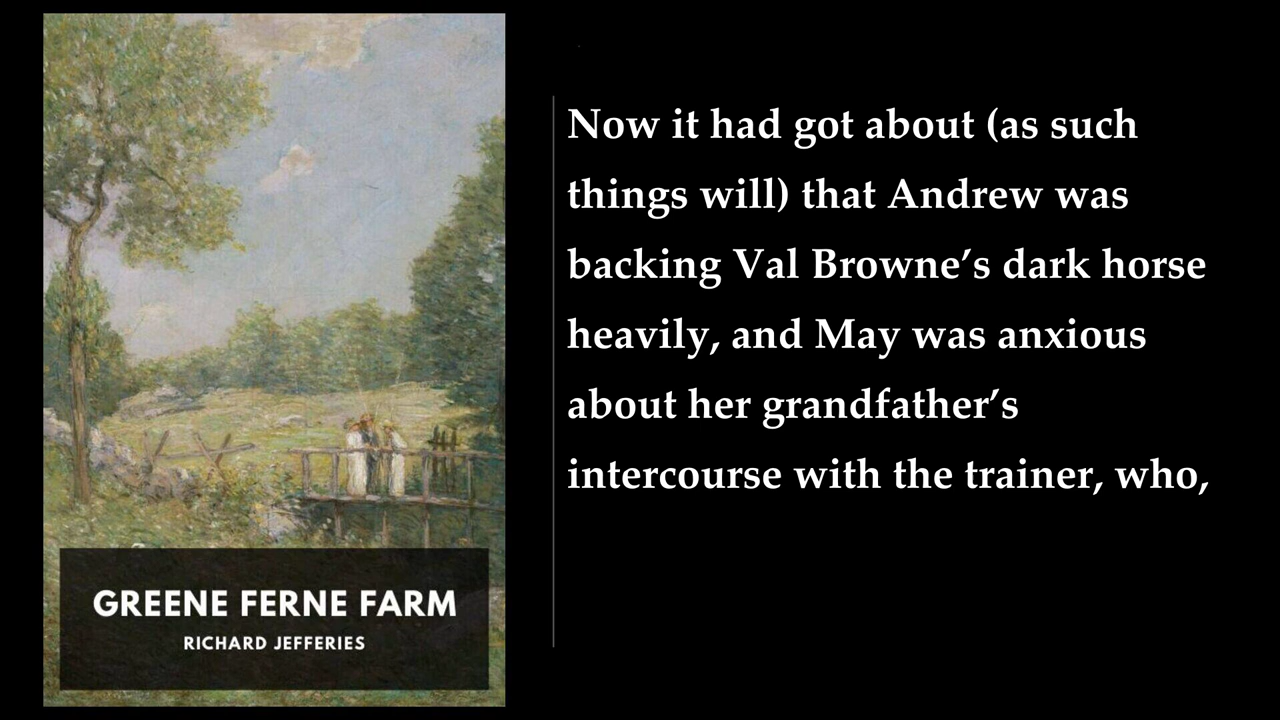 Now it had got about (as such
things will) that Andrew was
backing Val Browne’s dark horse
heavily, and May was anxious
about her grandfather’s
intercourse with the trainer, who,
GREENE FERNE FARM
RICHARD JEFFERIES